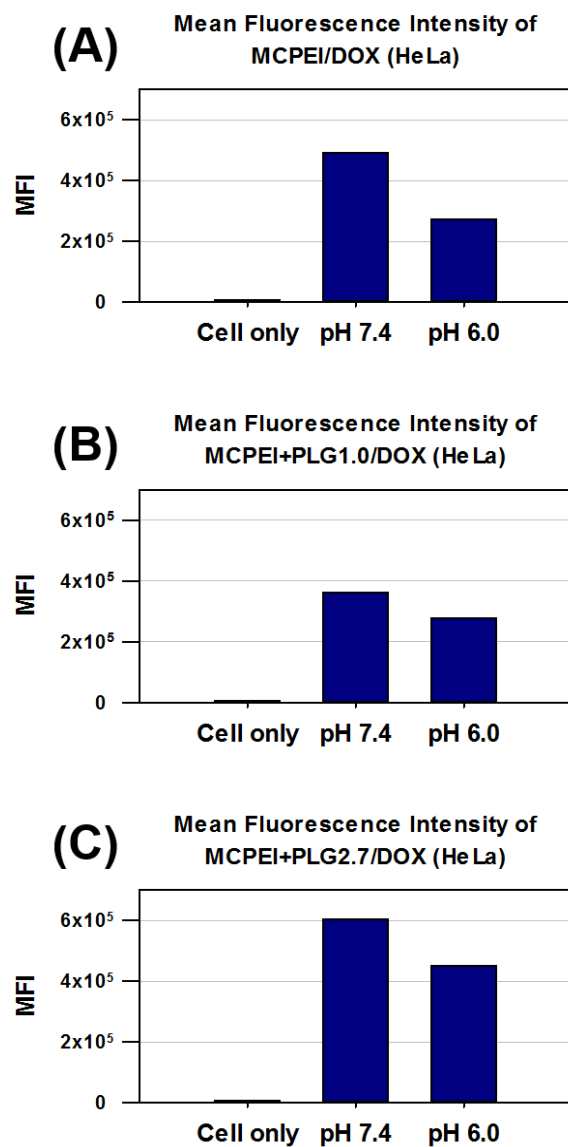 (A)
Mean Fluorescence Intensity of
MCPEI/DOX (HeLa)
MFI
6x10⁵
4x10⁵
2x10⁵
0
Cell only pH 7.4 pH 6.0
(B)
Mean Fluorescence Intensity of
MCPEI+PLG1.0/DOX (HeLa)
MFI
6x10⁵
4x10⁵
2x10⁵
0
Cell only pH 7.4 pH 6.0
(C)
Mean Fluorescence Intensity of
MCPEI+PLG2.7/DOX (HeLa)
MFI
6x10⁵
4x10⁵
2x10⁵
0
Cell only pH 7.4 pH 6.0